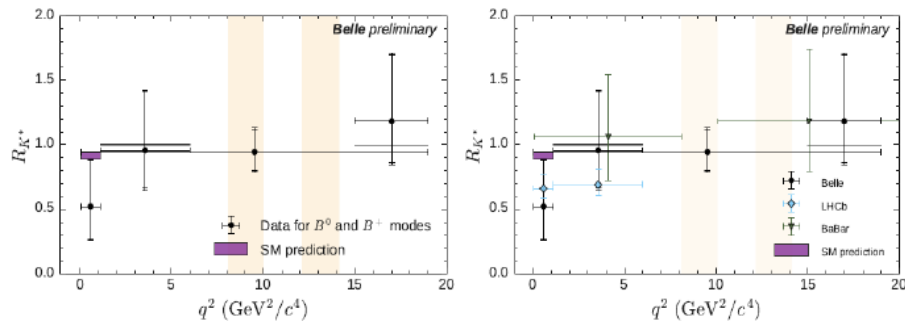 Belle preliminary
2.0
1.5
1.0
0.5
0.0
R_{K*}
Data for B⁰ and B⁺ modes
SM prediction
0 5 10 15 20
q² (GeV²/c⁴)
Belle preliminary
2.0
1.5
1.0
0.5
0.0
R_{K*}
Belle
LHCb
BaBar
SM prediction
0 5 10 15 20
q² (GeV²/c⁴)